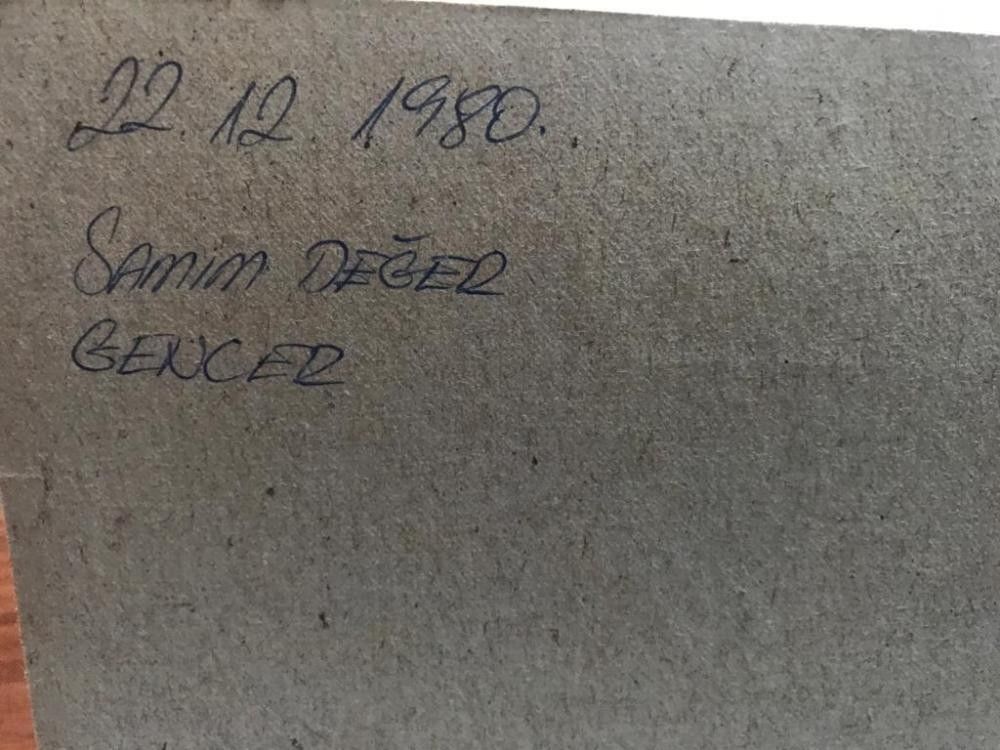 22.12.1980.
SAMIM DEĞER
GENCER